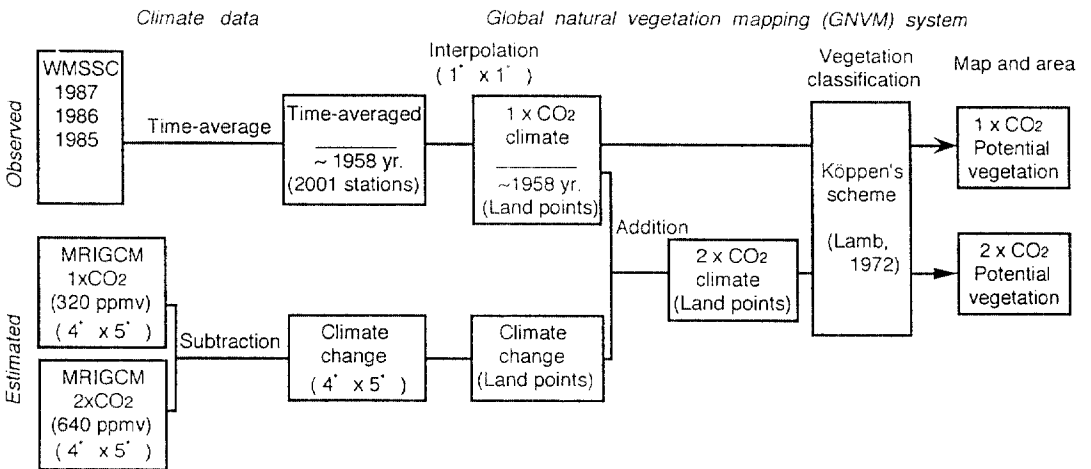 Climate data
Global natural vegetation mapping (GNVM) system
Observed
WMSSC
1987
1986
1985
Time-average
Time-averaged
~ 1958 yr.
(2001 stations)
Interpolation
( 1° x 1° )
1 x CO2
climate
~1958 yr.
(Land points)
Vegetation
classification
Map and area
Köppen's
scheme
(Lamb,
1972)
1 x CO2
Potential
vegetation
Estimated
MRIGCM
1xCO2
(320 ppmv)
( 4° x 5° )
MRIGCM
2xCO2
(640 ppmv)
( 4° x 5° )
Subtraction
Climate
change
( 4° x 5° )
Climate
change
(Land points)
Addition
2 x CO2
climate
(Land points)
2 x CO2
Potential
vegetation